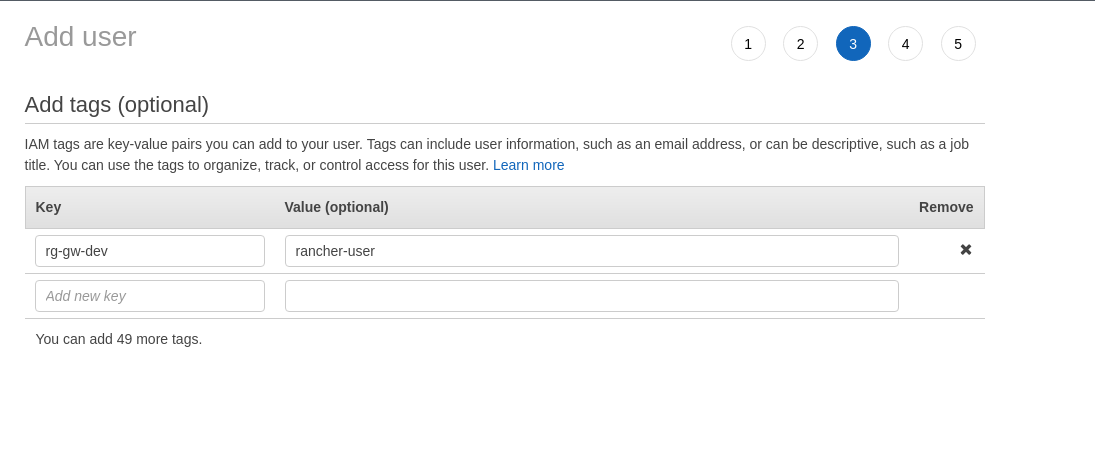 Add user
1 2 3 4 5
Add tags (optional)
IAM tags are key-value pairs you can add to your user. Tags can include user information, such as an email address, or can be descriptive, such as a job
title. You can use the tags to organize, track, or control access for this user. Learn more
Key Value (optional) Remove
rg-gw-dev rancher-user ✖
Add new key
You can add 49 more tags.